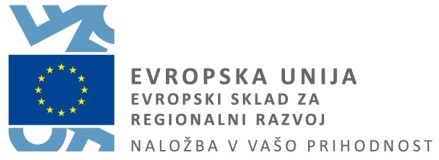 EVROPSKA UNIJA
EVROPSKI SKLAD ZA
REGIONALNI RAZVOJ
NALOŽBA V VAŠO PRIHODNOST